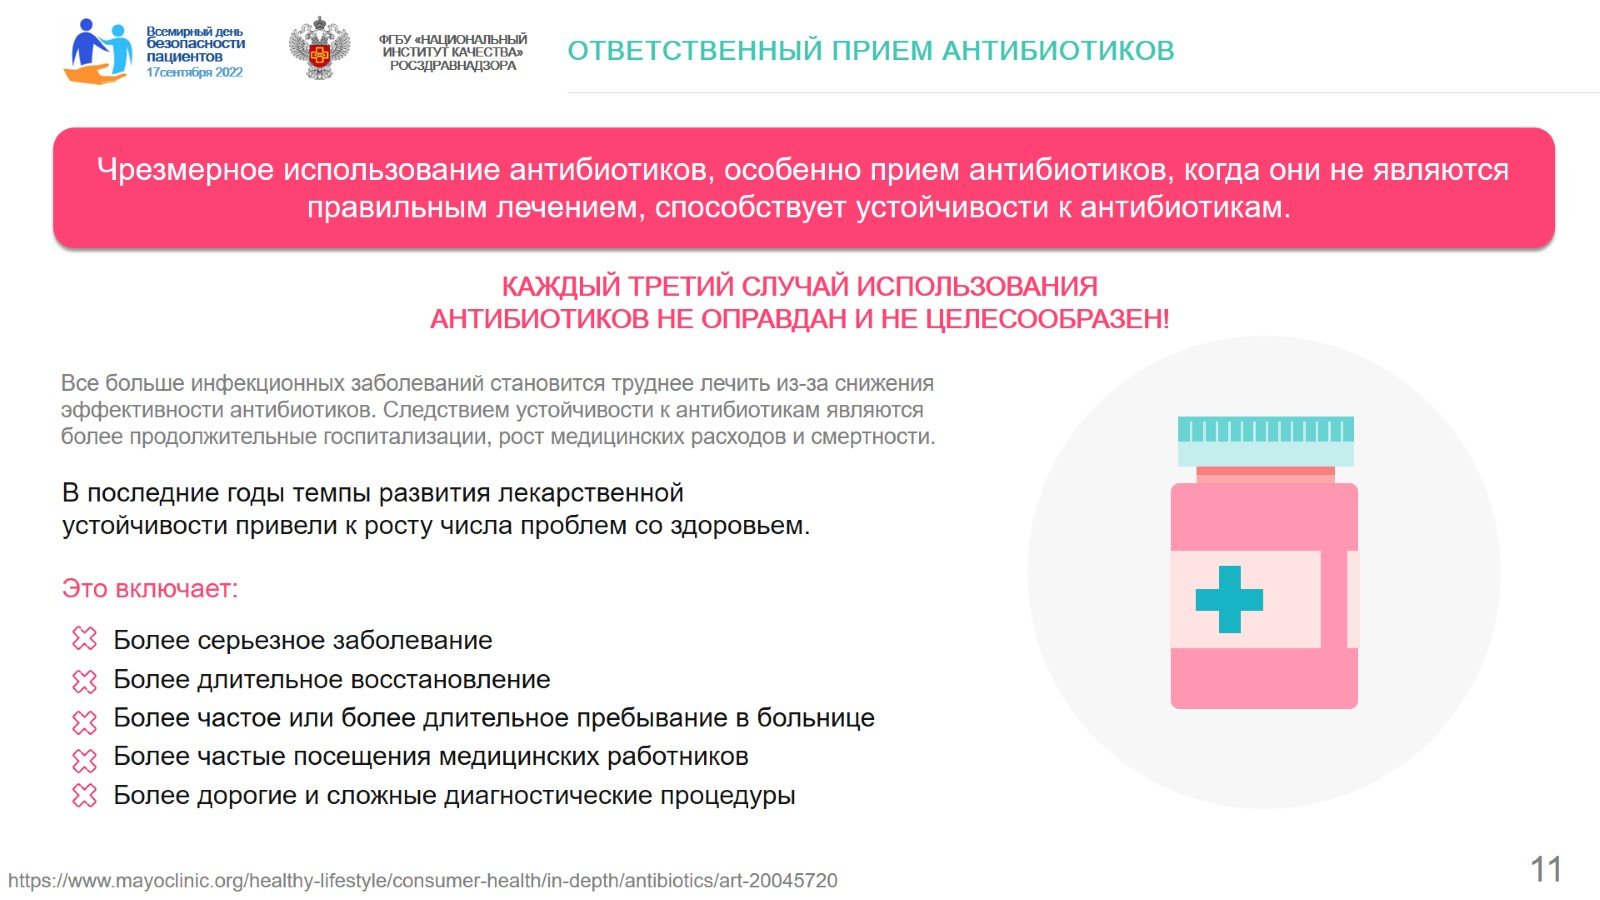 Всемирный день
безопасности
пациентов
17сентября 2022
ФГБУ «НАЦИОНАЛЬНЫЙ
ИНСТИТУТ КАЧЕСТВА»
РОСЗДРАВНАДЗОРА
ОТВЕТСТВЕННЫЙ ПРИЕМ АНТИБИОТИКОВ
Чрезмерное использование антибиотиков, особенно прием антибиотиков, когда они не являются
правильным лечением, способствует устойчивости к антибиотикам.
КАЖДЫЙ ТРЕТИЙ СЛУЧАЙ ИСПОЛЬЗОВАНИЯ
АНТИБИОТИКОВ НЕ ОПРАВДАН И НЕ ЦЕЛЕСООБРАЗЕН!
Все больше инфекционных заболеваний становится труднее лечить из-за снижения
эффективности антибиотиков. Следствием устойчивости к антибиотикам являются
более продолжительные госпитализации, рост медицинских расходов и смертности.
В последние годы темпы развития лекарственной
устойчивости привели к росту числа проблем со здоровьем.
Это включает:
Более серьезное заболевание
Более длительное восстановление
Более частое или более длительное пребывание в больнице
Более частые посещения медицинских работников
Более дорогие и сложные диагностические процедуры
https://www.mayoclinic.org/healthy-lifestyle/consumer-health/in-depth/antibiotics/art-20045720
11